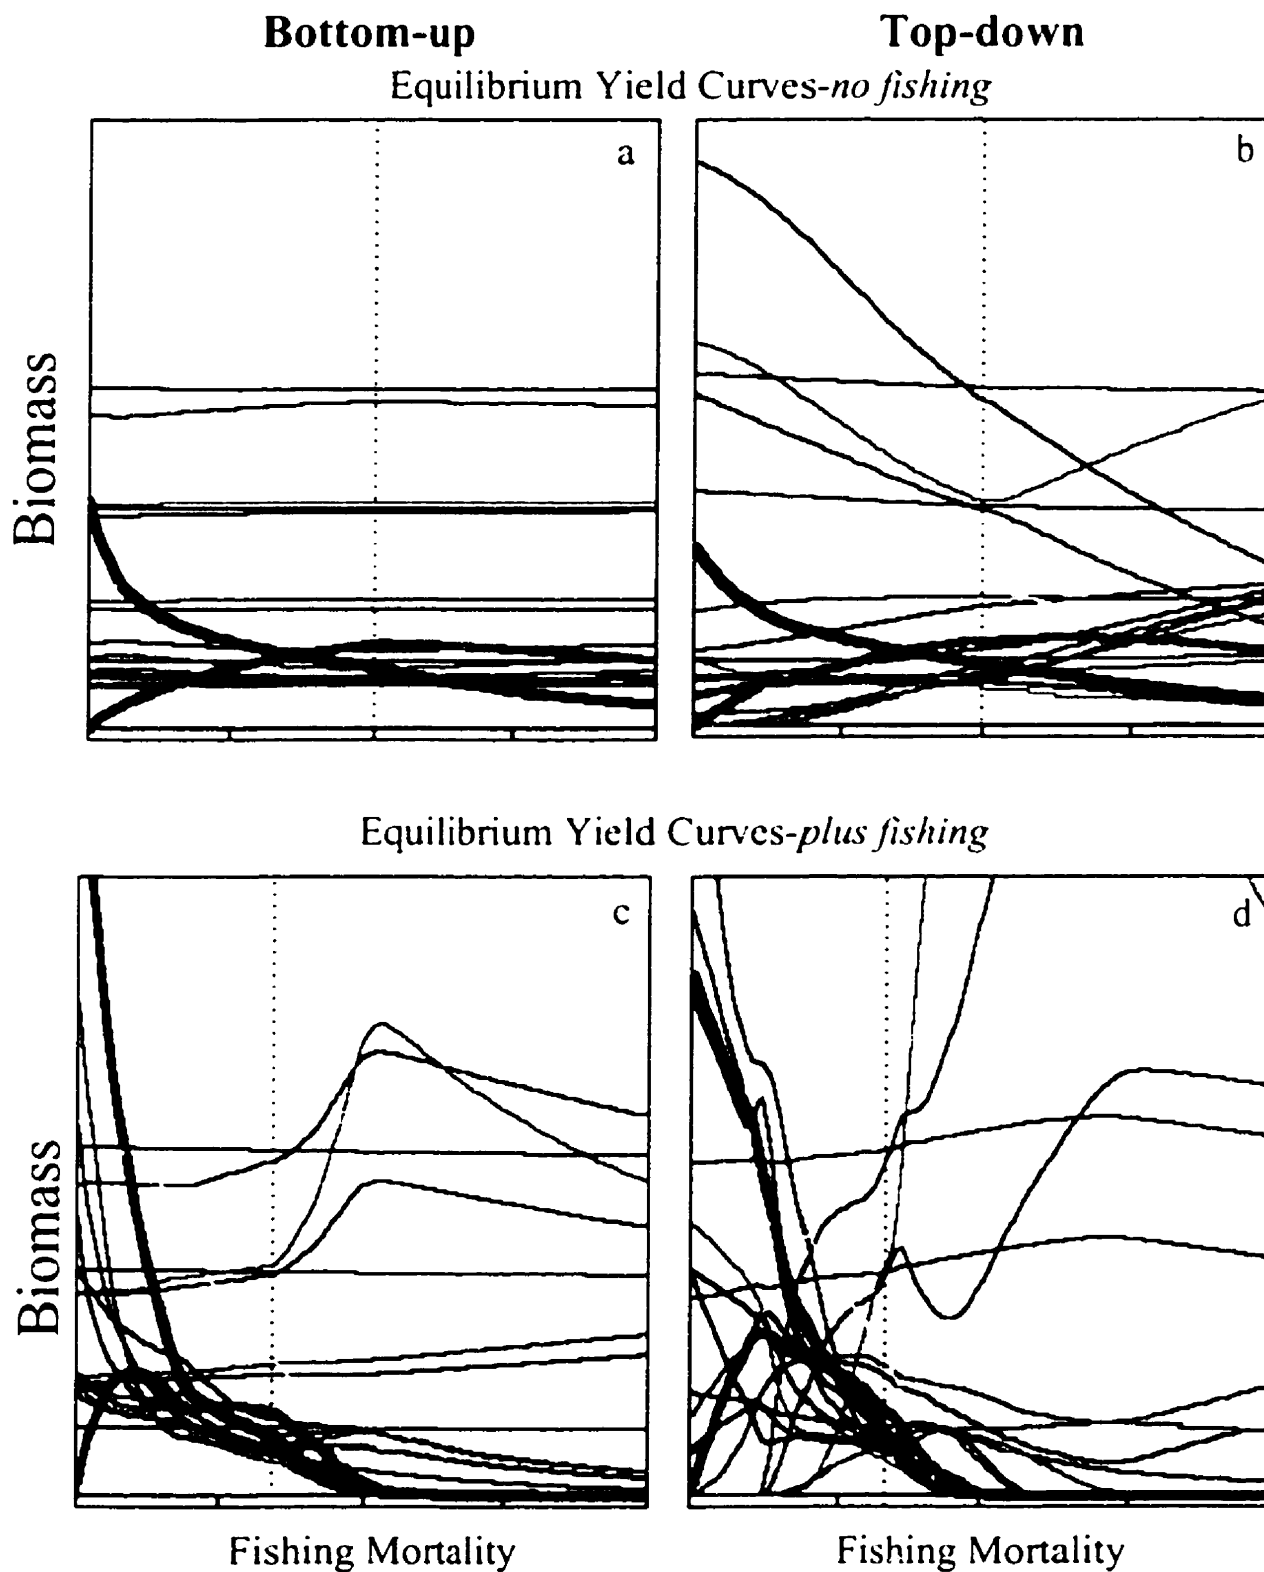 Bottom-up Top-down
Equilibrium Yield Curves-no fishing
a b
Biomass
Equilibrium Yield Curves-plus fishing
c d
Biomass
Fishing Mortality Fishing Mortality